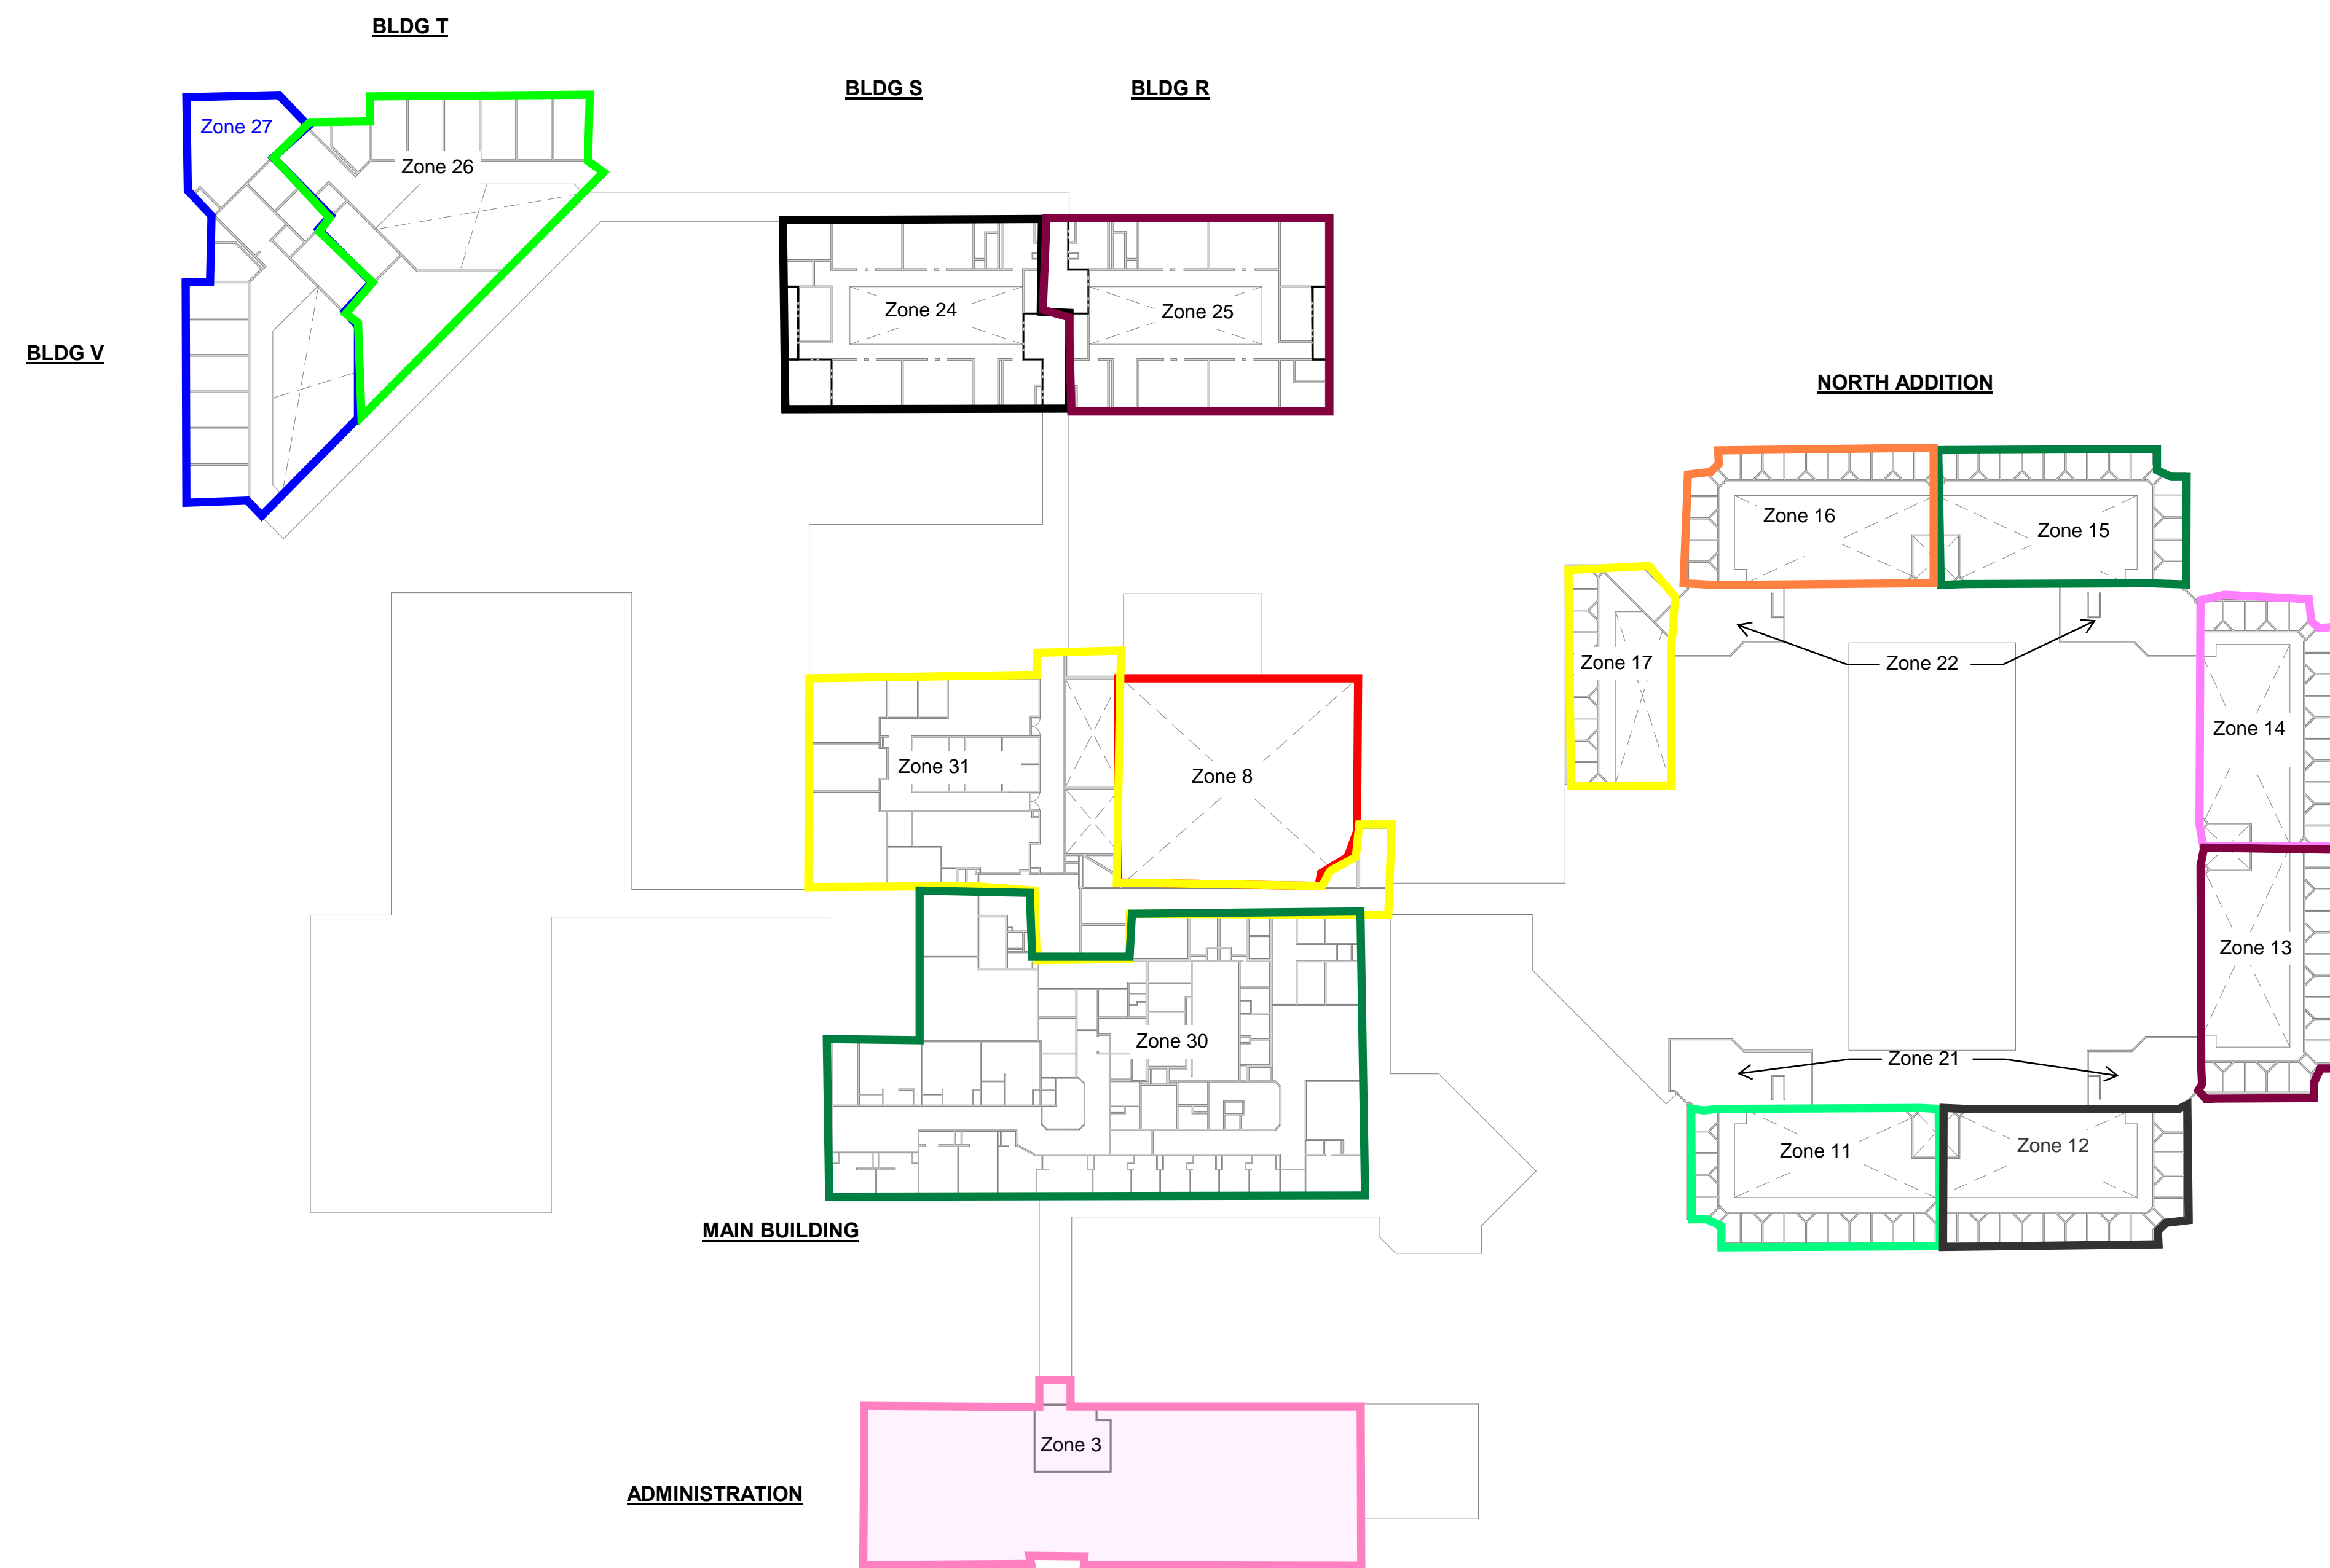 BLDG T
BLDG S
BLDG R
Zone 27
Zone 26
Zone 24
Zone 25
BLDG V
NORTH ADDITION
Zone 16
Zone 15
Zone 17
Zone 22
Zone 14
Zone 31
Zone 8
Zone 13
Zone 30
Zone 21
Zone 11
Zone 12
MAIN BUILDING
Zone 3
ADMINISTRATION